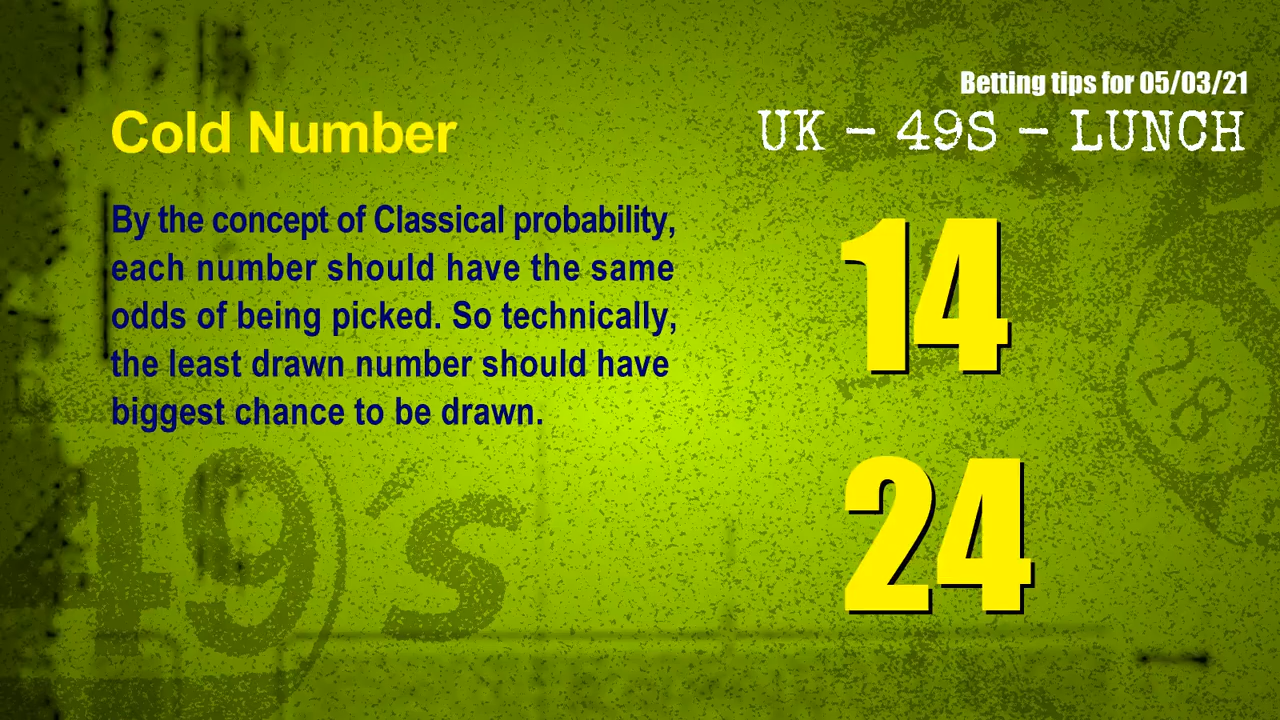 Betting tips for 05/03/21
UK - 49S - LUNCH
Cold Number
By the concept of Classical probability,
each number should have the same
odds of being picked. So technically,
the least drawn number should have
biggest chance to be drawn.
14
24
28
49's